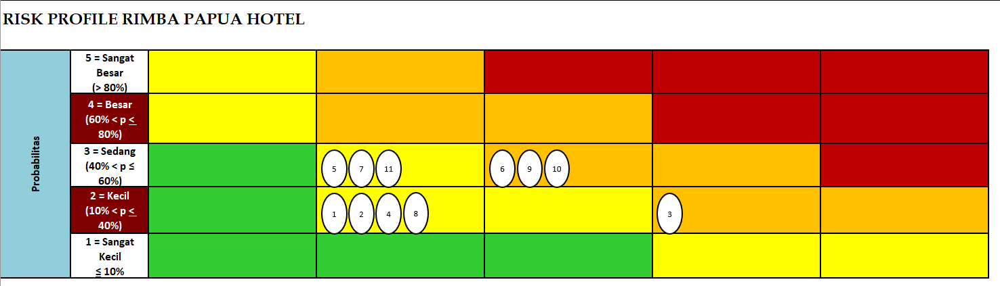 RISK PROFILE RIMBA PAPUA HOTEL
Probabilitas
5 = Sangat
Besar
(> 80%)
4 = Besar
(60% < p <
80%)
3 = Sedang
(40% < p ≤
60%)
5 7 11 6 9 10
2 = Kecil
(10% < p <
40%)
1 2 4 8 3
1 = Sangat
Kecil
≤ 10%